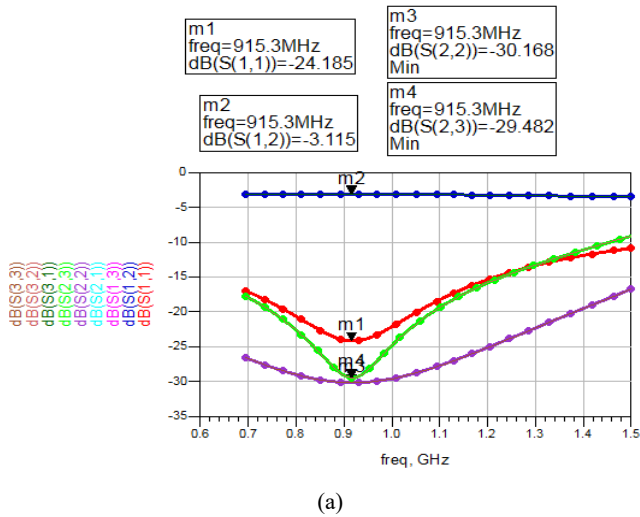 m1
freq=915.3MHz
dB(S(1,1))=-24.185
m3
freq=915.3MHz
dB(S(2,2))=-30.168
Min
m2
freq=915.3MHz
dB(S(1,2))=-3.115
m4
freq=915.3MHz
dB(S(2,3))=-29.482
Min
dB(S(3,3))
dB(S(3,2))
dB(S(3,1))
dB(S(2,3))
dB(S(2,2))
dB(S(2,1))
dB(S(1,3))
dB(S(1,2))
dB(S(1,1))
0
-5
-10
-15
-20
-25
-30
-35
m2
m1
m4
m3
0.6 0.7 0.8 0.9 1.0 1.1 1.2 1.3 1.4 1.5
freq, GHz
(a)